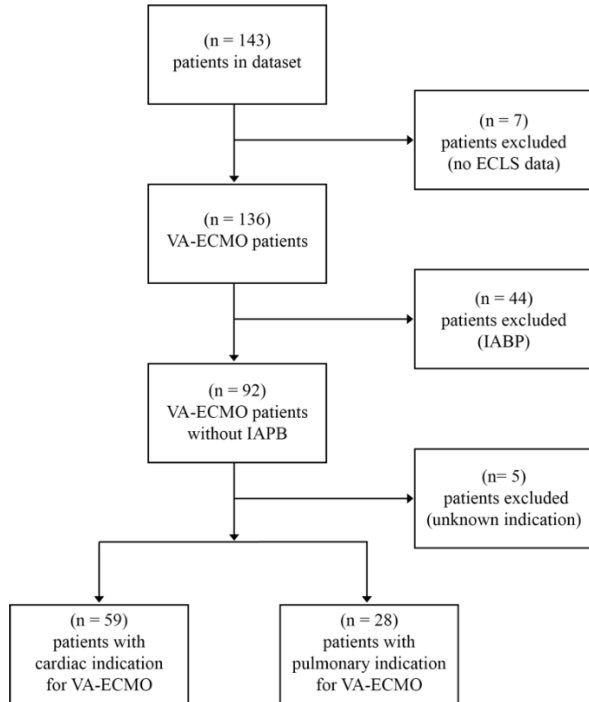 (n = 143)
patients in dataset
(n = 7)
patients excluded
(no ECLS data)
(n = 136)
VA-ECMO patients
(n = 44)
patients excluded
(IABP)
(n = 92)
VA-ECMO patients
without IAPB
(n= 5)
patients excluded
(unknown indication)
(n = 59)
patients with
cardiac indication
for VA-ECMO
(n = 28)
patients with
pulmonary indication
for VA-ECMO